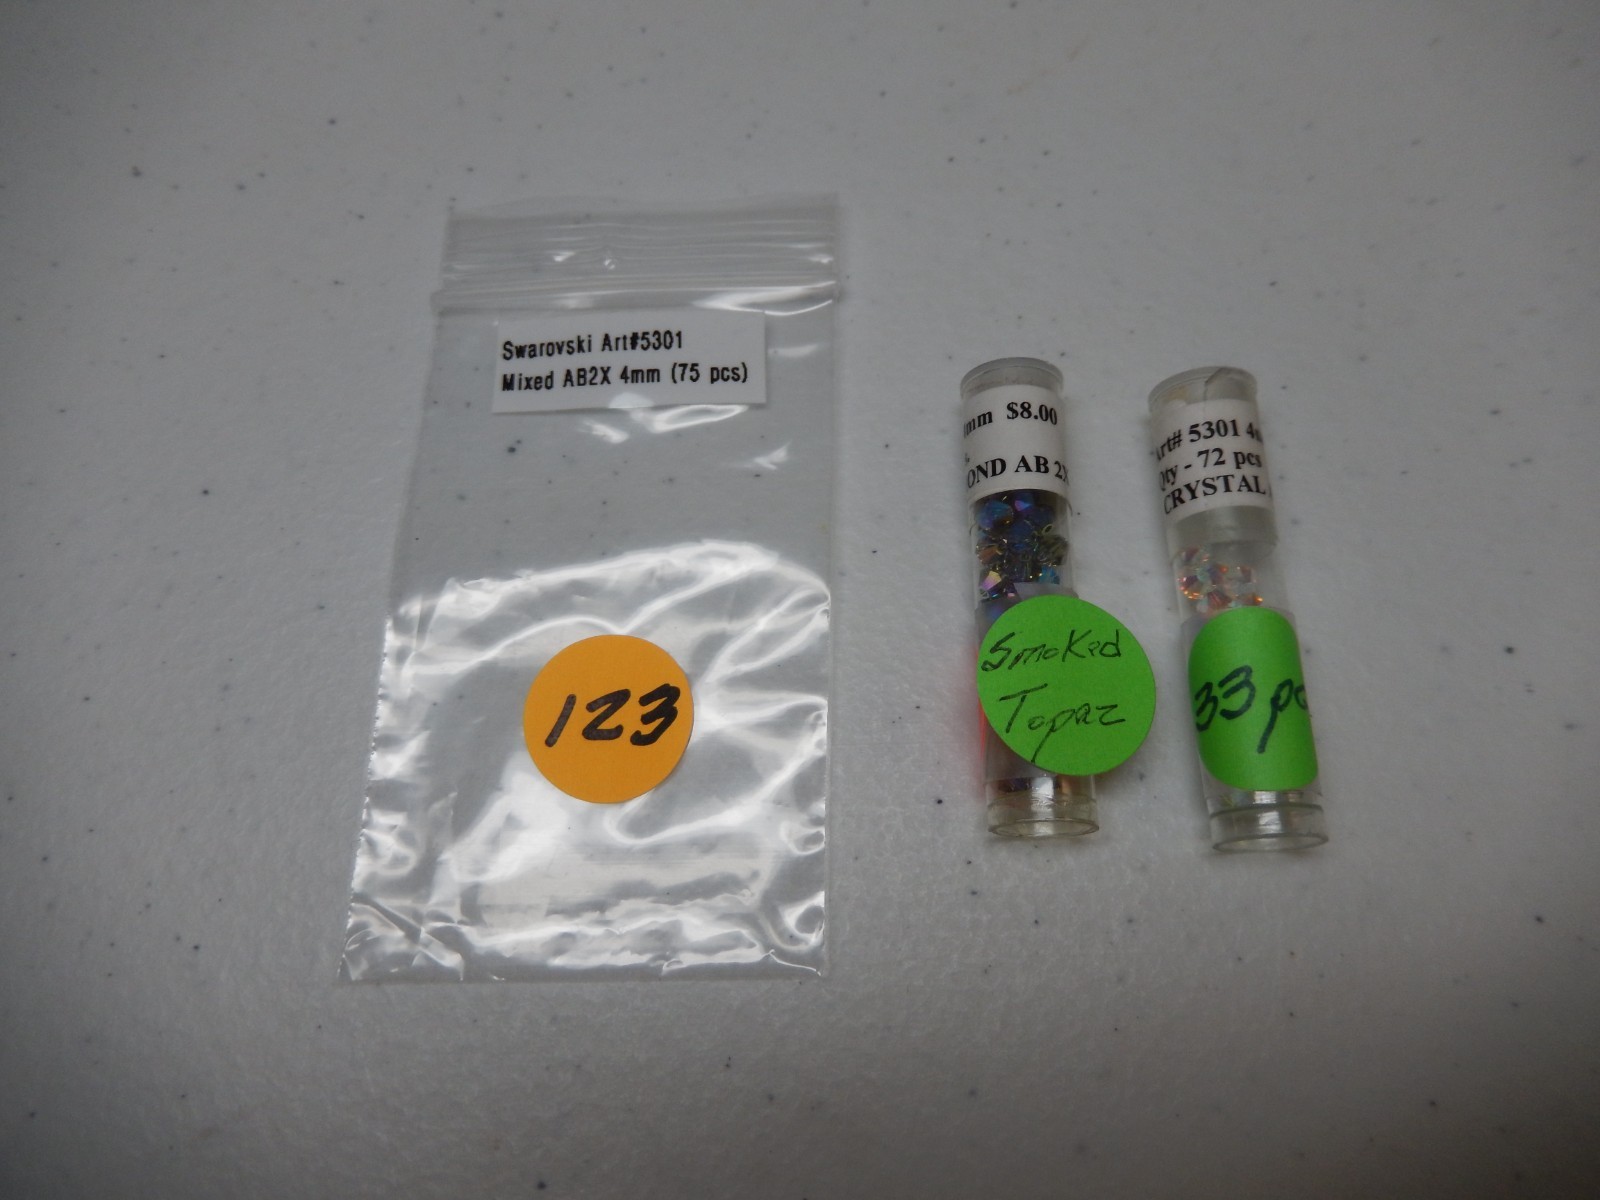 Swarovski Art#5301
Mixed AB2X 4mm (75 pcs)
123
mm $8.00
OND AB 2X
Smoked
Topaz
Art# 5301 4
Qty - 72 pcs
CRYSTAL
33 pc